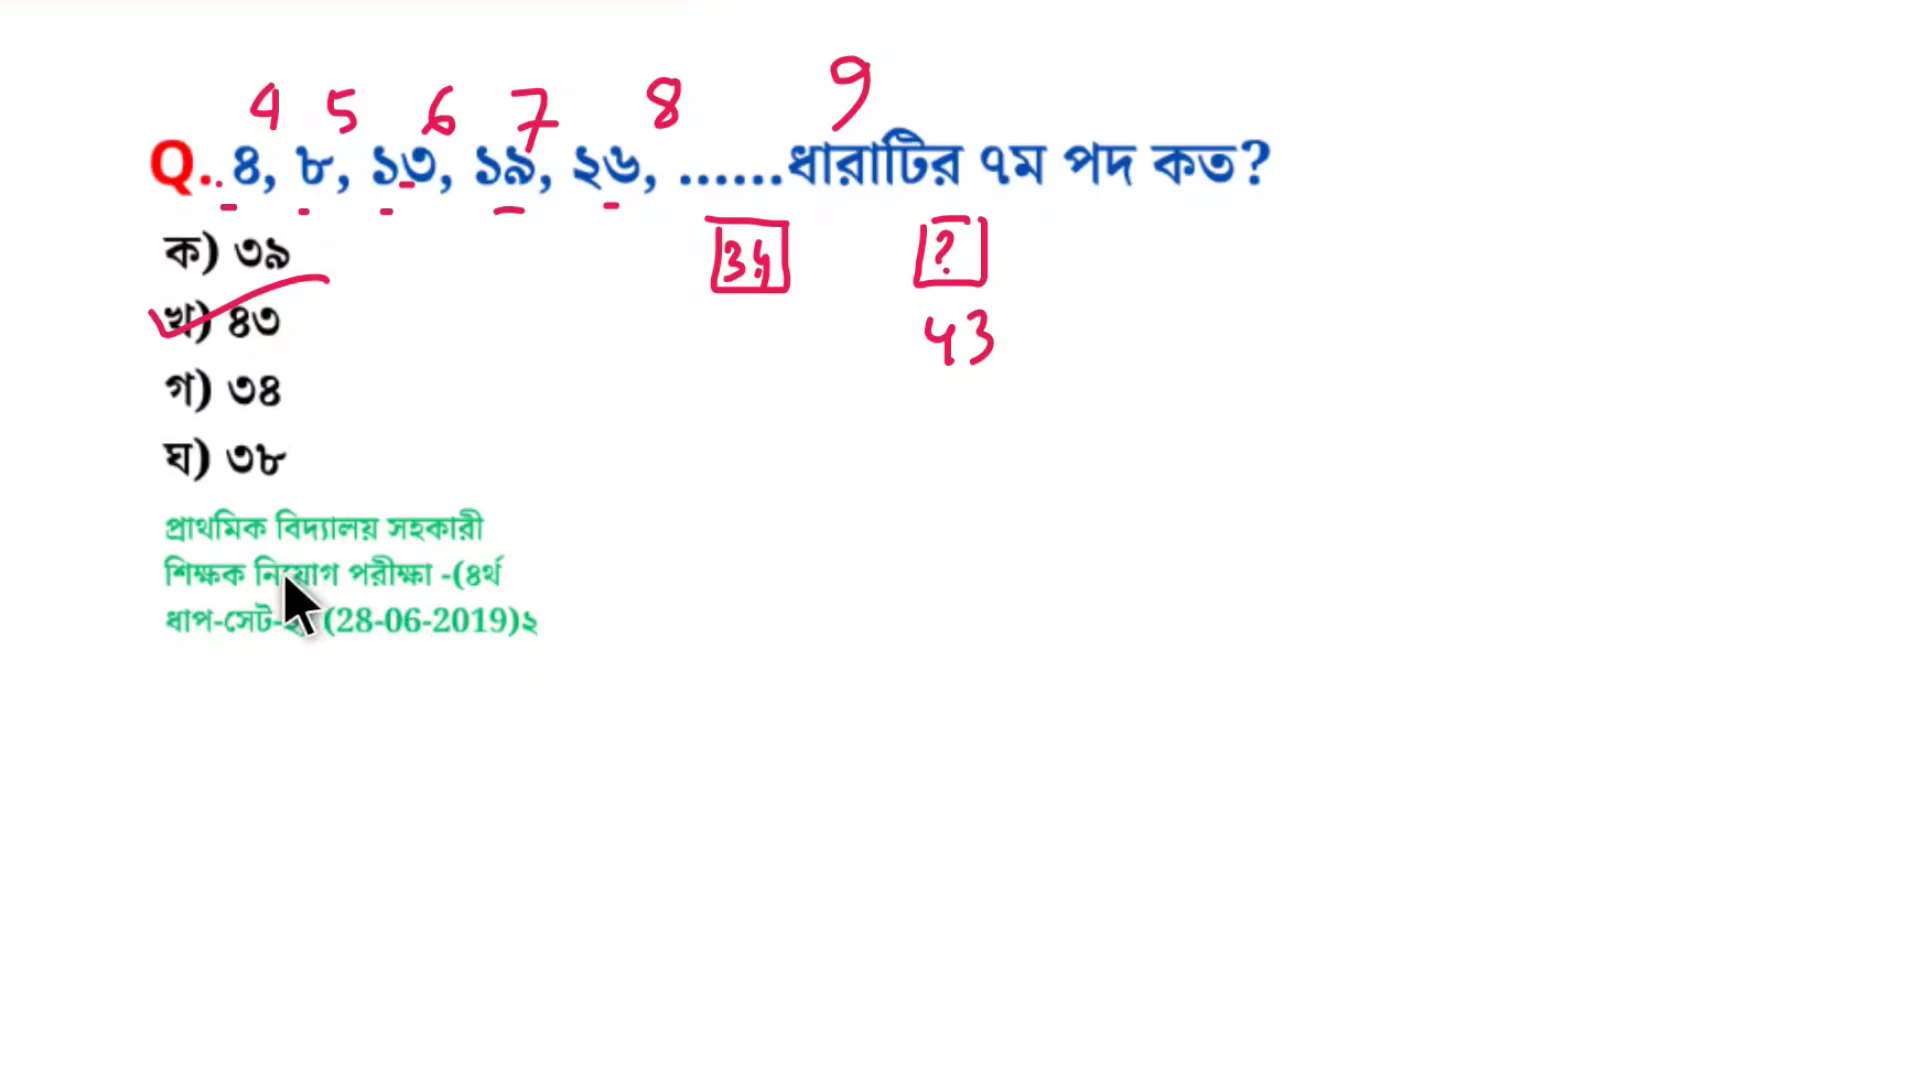 4 5 6 7 8 9
Q. ৪, ৮, ১৩, ১৯, ২৬, ......ধারাটির ৭ম পদ কত?
ক) ৩৯
34 ?
খ) ৪৩
43
গ) ৩৪
ঘ) ৩৮
প্রাথমিক বিদ্যালয় সহকারী
শিক্ষক নিয়োগ পরীক্ষা -(৪র্থ
ধাপ-সেট- (28-06-2019)২